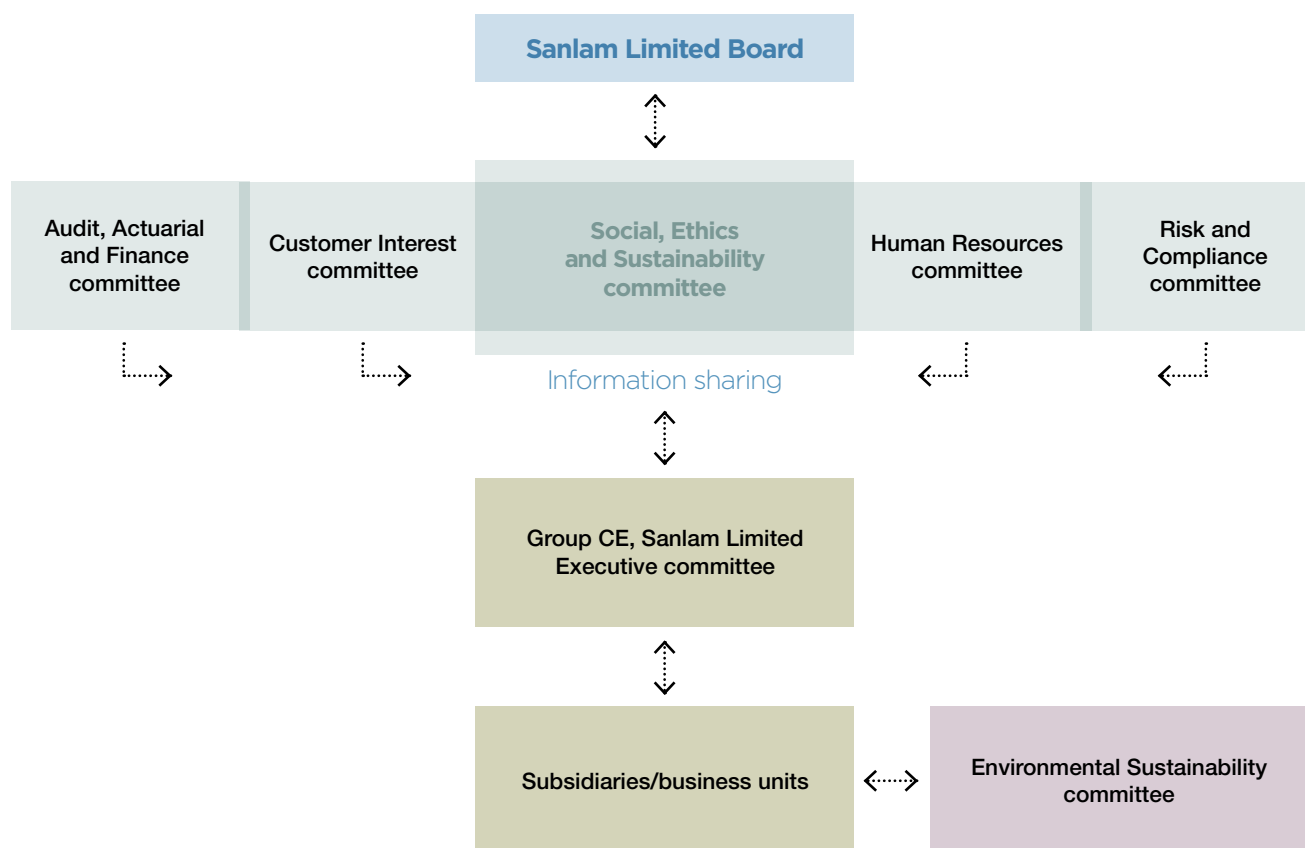 Sanlam Limited Board
Audit, Actuarial
and Finance
committee
Customer Interest
committee
Social, Ethics
and Sustainability
committee
Human Resources
committee
Risk and
Compliance
committee
Information sharing
Group CE, Sanlam Limited
Executive committee
Subsidiaries/business units
Environmental Sustainability
committee